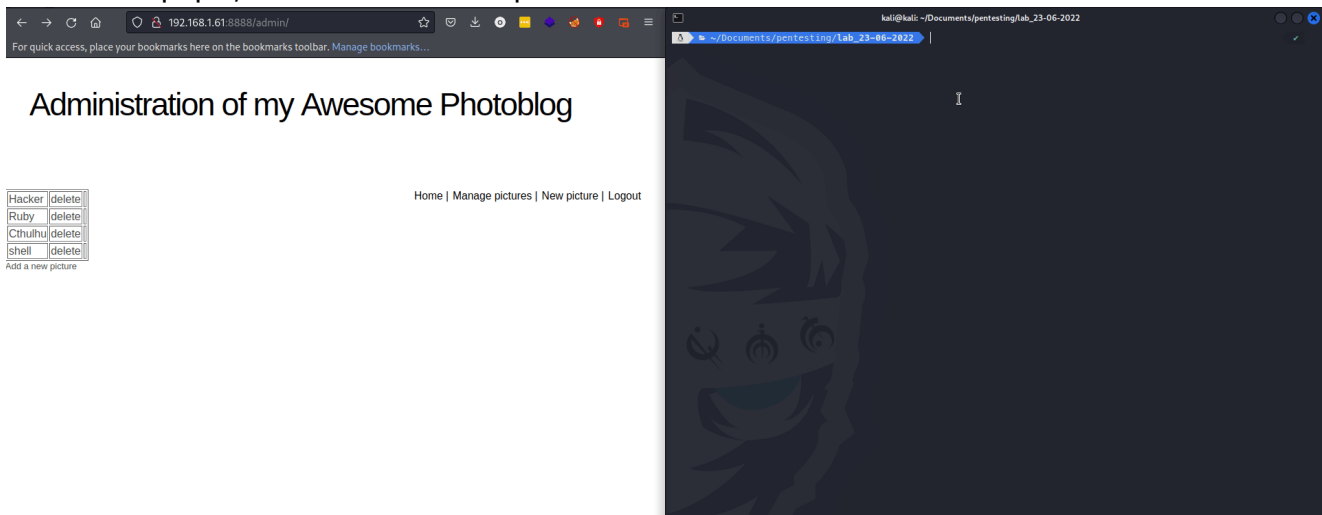 192.168.1.61:8888/admin/
For quick access, place your bookmarks here on the bookmarks toolbar. Manage bookmarks...
Administration of my Awesome Photoblog
Home | Manage pictures | New picture | Logout
Hacker delete
Ruby delete
Cthulhu delete
shell delete
Add a new picture
kali@kali: ~/Documents/pentesting/lab_23-06-2022
~/Documents/pentesting/lab_23-06-2022